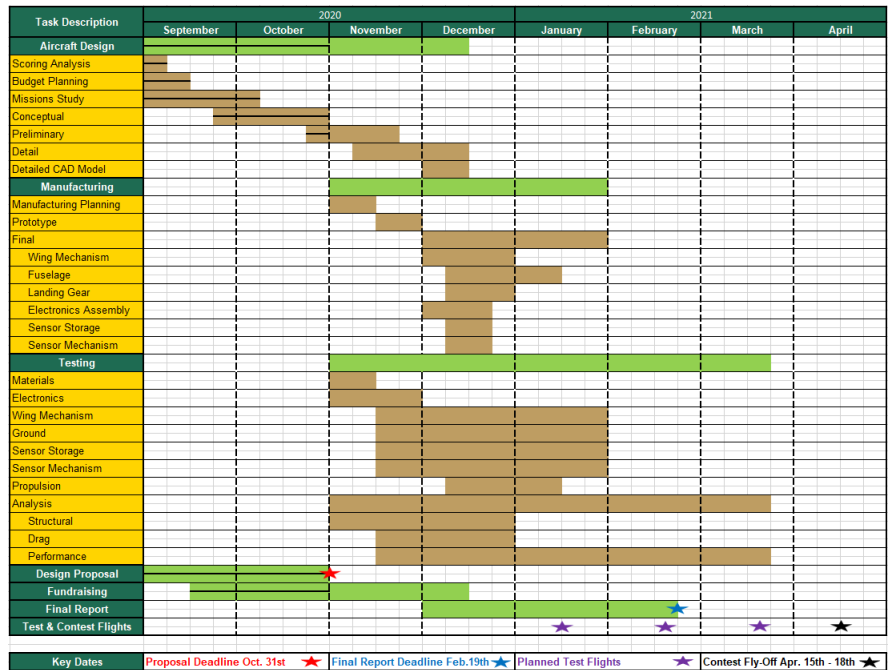 Task Description
2020
2021
September October November December January February March April
Aircraft Design
Scoring Analysis
Budget Planning
Missions Study
Conceptual
Preliminary
Detail
Detailed CAD Model
Manufacturing
Manufacturing Planning
Prototype
Final
Wing Mechanism
Fuselage
Landing Gear
Electronics Assembly
Sensor Storage
Sensor Mechanism
Testing
Materials
Electronics
Wing Mechanism
Ground
Sensor Storage
Sensor Mechanism
Propulsion
Analysis
Structural
Drag
Performance
Design Proposal
Fundraising
Final Report
Test & Contest Flights
Key Dates Proposal Deadline Oct. 31st Final Report Deadline Feb.19th Planned Test Flights Contest Fly-Off Apr. 15th - 18th